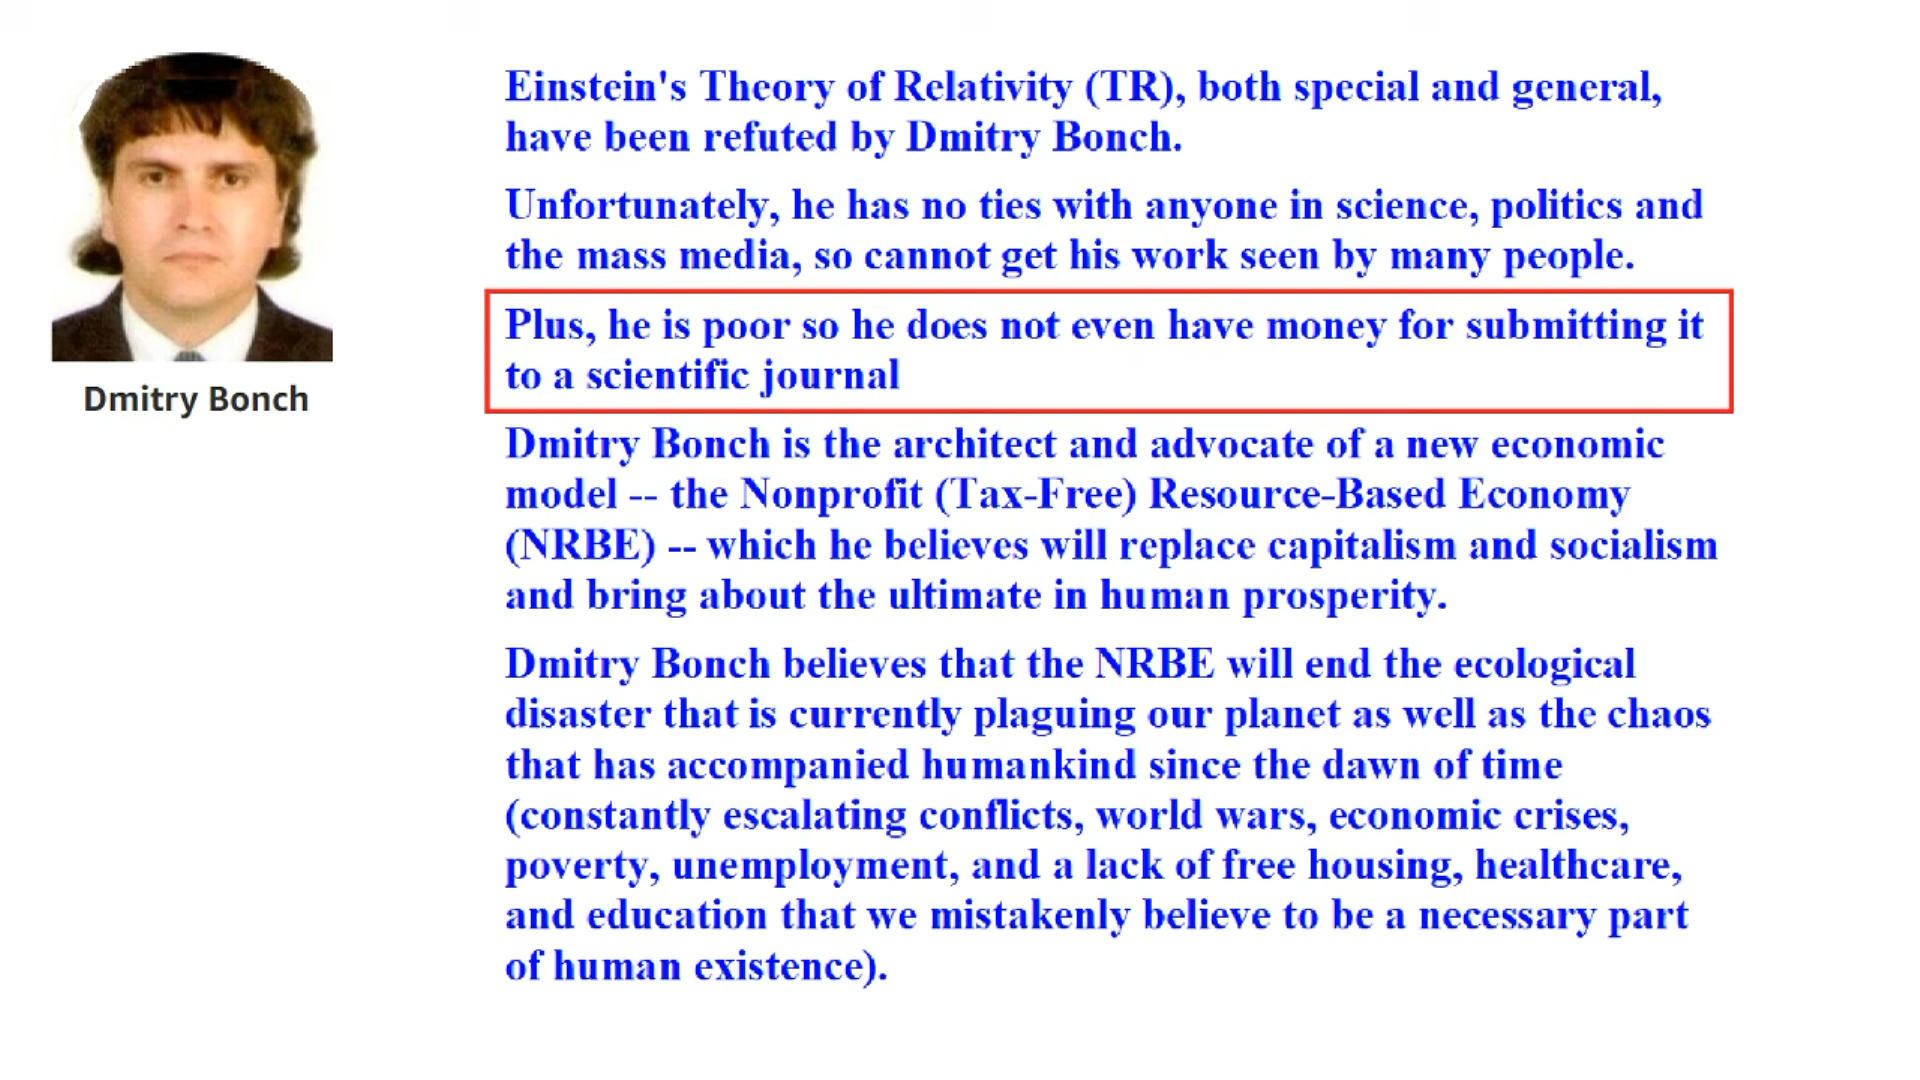 Dmitry Bonch
Einstein's Theory of Relativity (TR), both special and general,
have been refuted by Dmitry Bonch.
Unfortunately, he has no ties with anyone in science, politics and
the mass media, so cannot get his work seen by many people.
Plus, he is poor so he does not even have money for submitting it
to a scientific journal
Dmitry Bonch is the architect and advocate of a new economic
model -- the Nonprofit (Tax-Free) Resource-Based Economy
(NRBE) -- which he believes will replace capitalism and socialism
and bring about the ultimate in human prosperity.
Dmitry Bonch believes that the NRBE will end the ecological
disaster that is currently plaguing our planet as well as the chaos
that has accompanied humankind since the dawn of time
(constantly escalating conflicts, world wars, economic crises,
poverty, unemployment, and a lack of free housing, healthcare,
and education that we mistakenly believe to be a necessary part
of human existence).